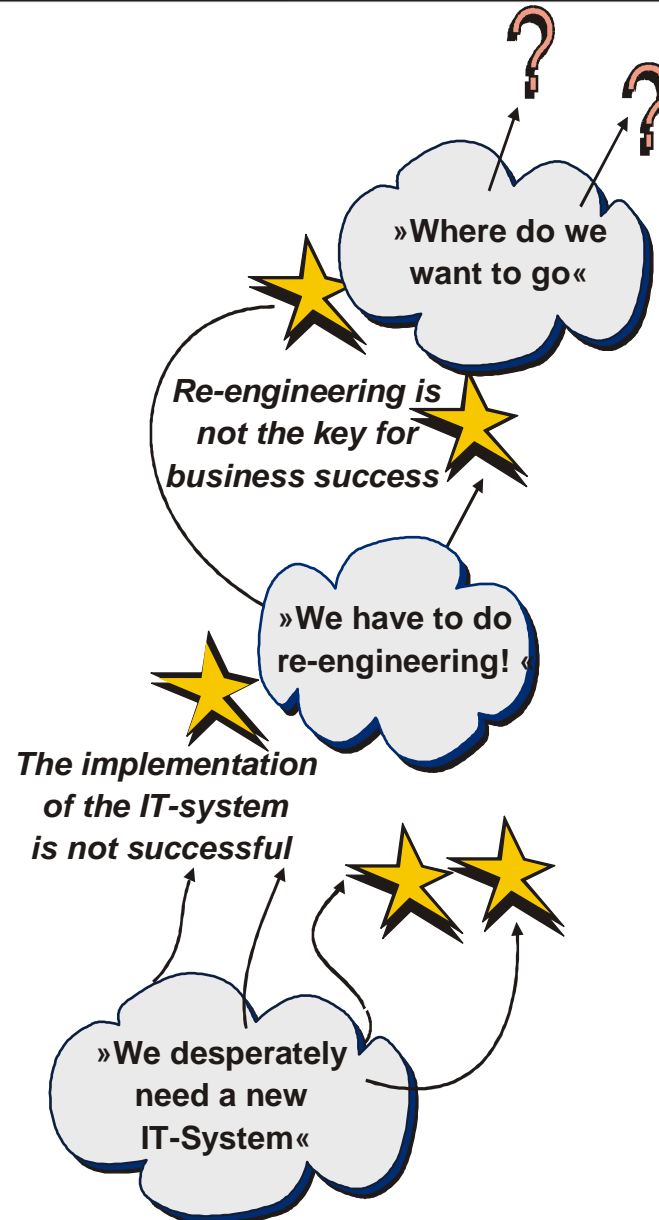 ? ?
»Where do we
want to go«
Re-engineering is
not the key for
business success
»We have to do
re-engineering! «
The implementation
of the IT-system
is not successful
»We desperately
need a new
IT-System«